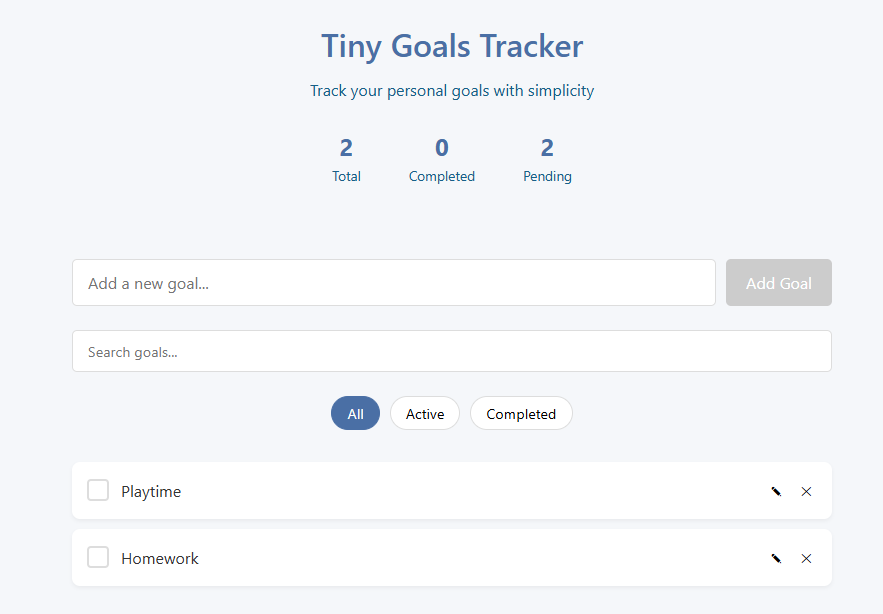 Tiny Goals Tracker
Track your personal goals with simplicity
2 0 2
Total Completed Pending
Add a new goal... Add Goal
Search goals...
All Active Completed
Playtime
Homework